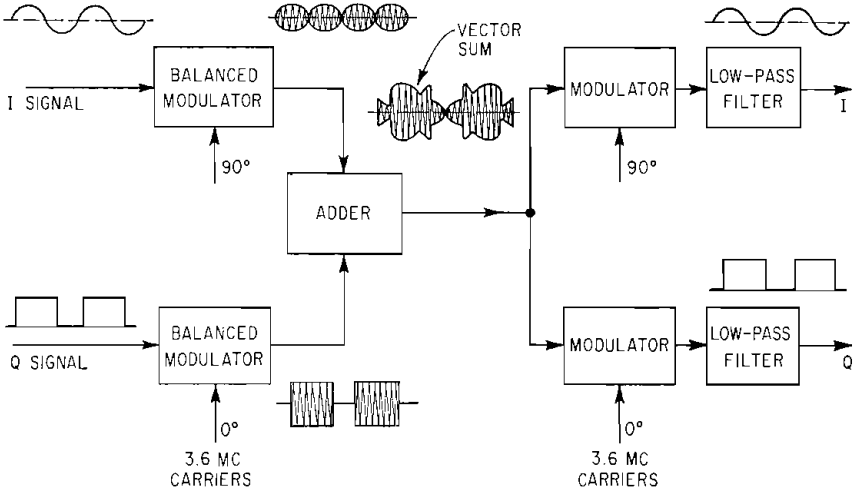 VECTOR
SUM
I SIGNAL
BALANCED
MODULATOR
90°
MODULATOR
90°
LOW-PASS
FILTER
I
ADDER
Q SIGNAL
BALANCED
MODULATOR
0°
3.6 MC
CARRIERS
MODULATOR
0°
3.6 MC
CARRIERS
LOW-PASS
FILTER
Q